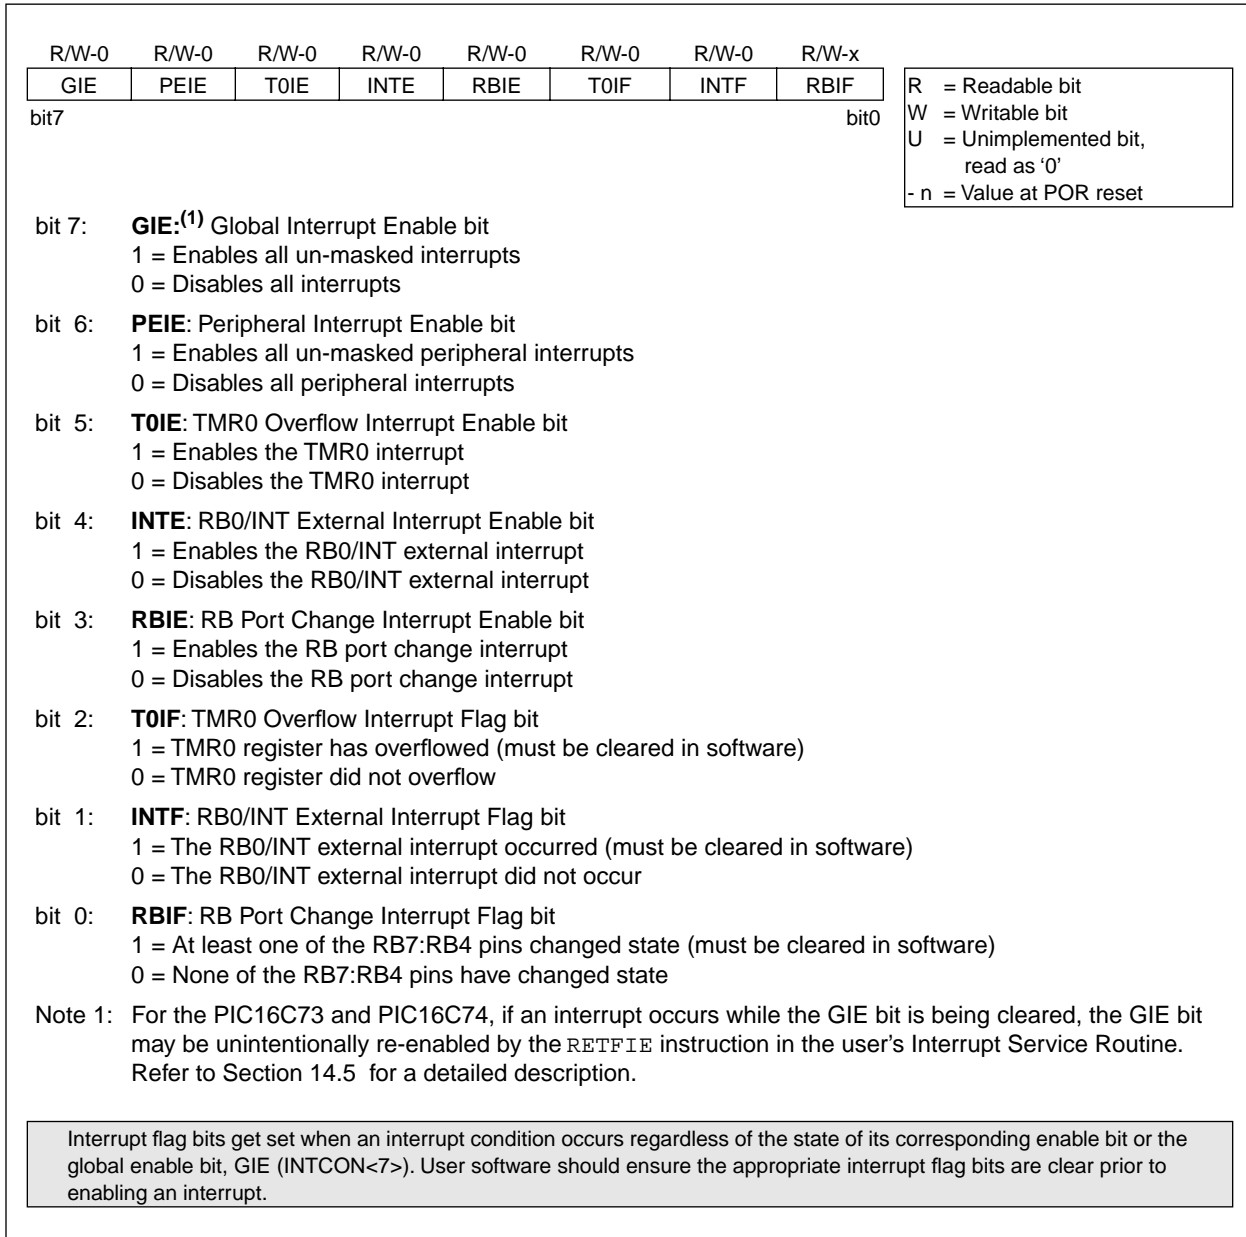 R/W-0 R/W-0 R/W-0 R/W-0 R/W-0 R/W-0 R/W-0 R/W-x
GIE PEIE T0IE INTE RBIE T0IF INTF RBIF
bit7 bit0
R = Readable bit
W = Writable bit
U = Unimplemented bit,
read as ‘0’
- n = Value at POR reset
bit 7: GIE:(1) Global Interrupt Enable bit
1 = Enables all un-masked interrupts
0 = Disables all interrupts
bit 6: PEIE: Peripheral Interrupt Enable bit
1 = Enables all un-masked peripheral interrupts
0 = Disables all peripheral interrupts
bit 5: T0IE: TMR0 Overflow Interrupt Enable bit
1 = Enables the TMR0 interrupt
0 = Disables the TMR0 interrupt
bit 4: INTE: RB0/INT External Interrupt Enable bit
1 = Enables the RB0/INT external interrupt
0 = Disables the RB0/INT external interrupt
bit 3: RBIE: RB Port Change Interrupt Enable bit
1 = Enables the RB port change interrupt
0 = Disables the RB port change interrupt
bit 2: T0IF: TMR0 Overflow Interrupt Flag bit
1 = TMR0 register has overflowed (must be cleared in software)
0 = TMR0 register did not overflow
bit 1: INTF: RB0/INT External Interrupt Flag bit
1 = The RB0/INT external interrupt occurred (must be cleared in software)
0 = The RB0/INT external interrupt did not occur
bit 0: RBIF: RB Port Change Interrupt Flag bit
1 = At least one of the RB7:RB4 pins changed state (must be cleared in software)
0 = None of the RB7:RB4 pins have changed state
Note 1: For the PIC16C73 and PIC16C74, if an interrupt occurs while the GIE bit is being cleared, the GIE bit
may be unintentionally re-enabled by the RETFIE instruction in the user’s Interrupt Service Routine.
Refer to Section 14.5 for a detailed description.
Interrupt flag bits get set when an interrupt condition occurs regardless of the state of its corresponding enable bit or the
global enable bit, GIE (INTCON<7>). User software should ensure the appropriate interrupt flag bits are clear prior to
enabling an interrupt.